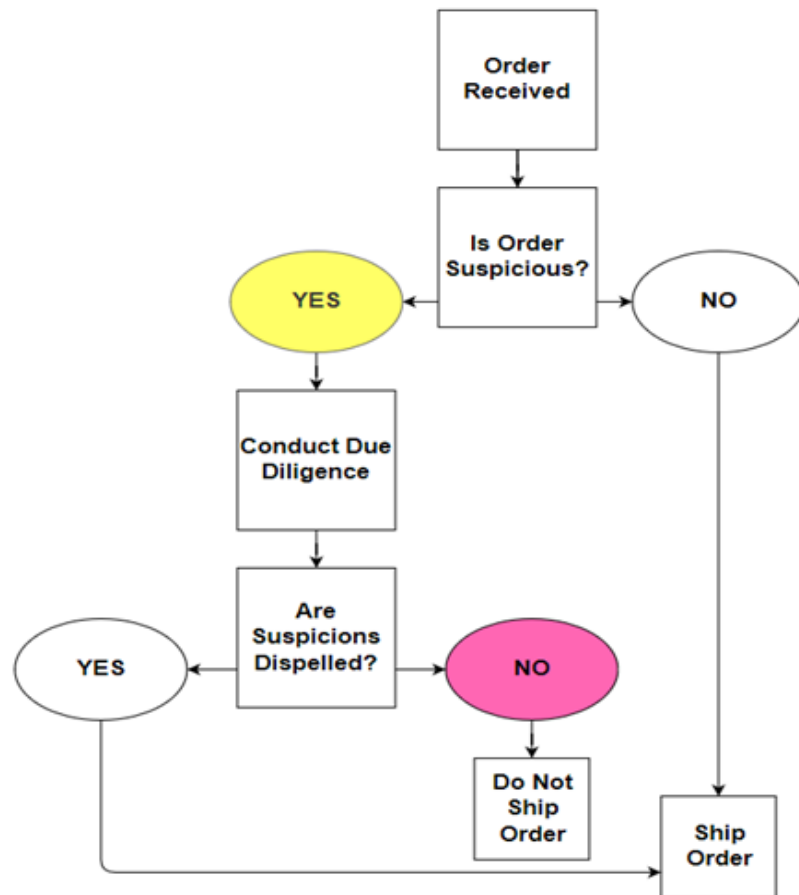 Order
Received
Is Order
Suspicious?
YES
NO
Conduct Due
Diligence
Are
Suspicions
Dispelled?
YES
NO
Do Not
Ship
Order
Ship
Order